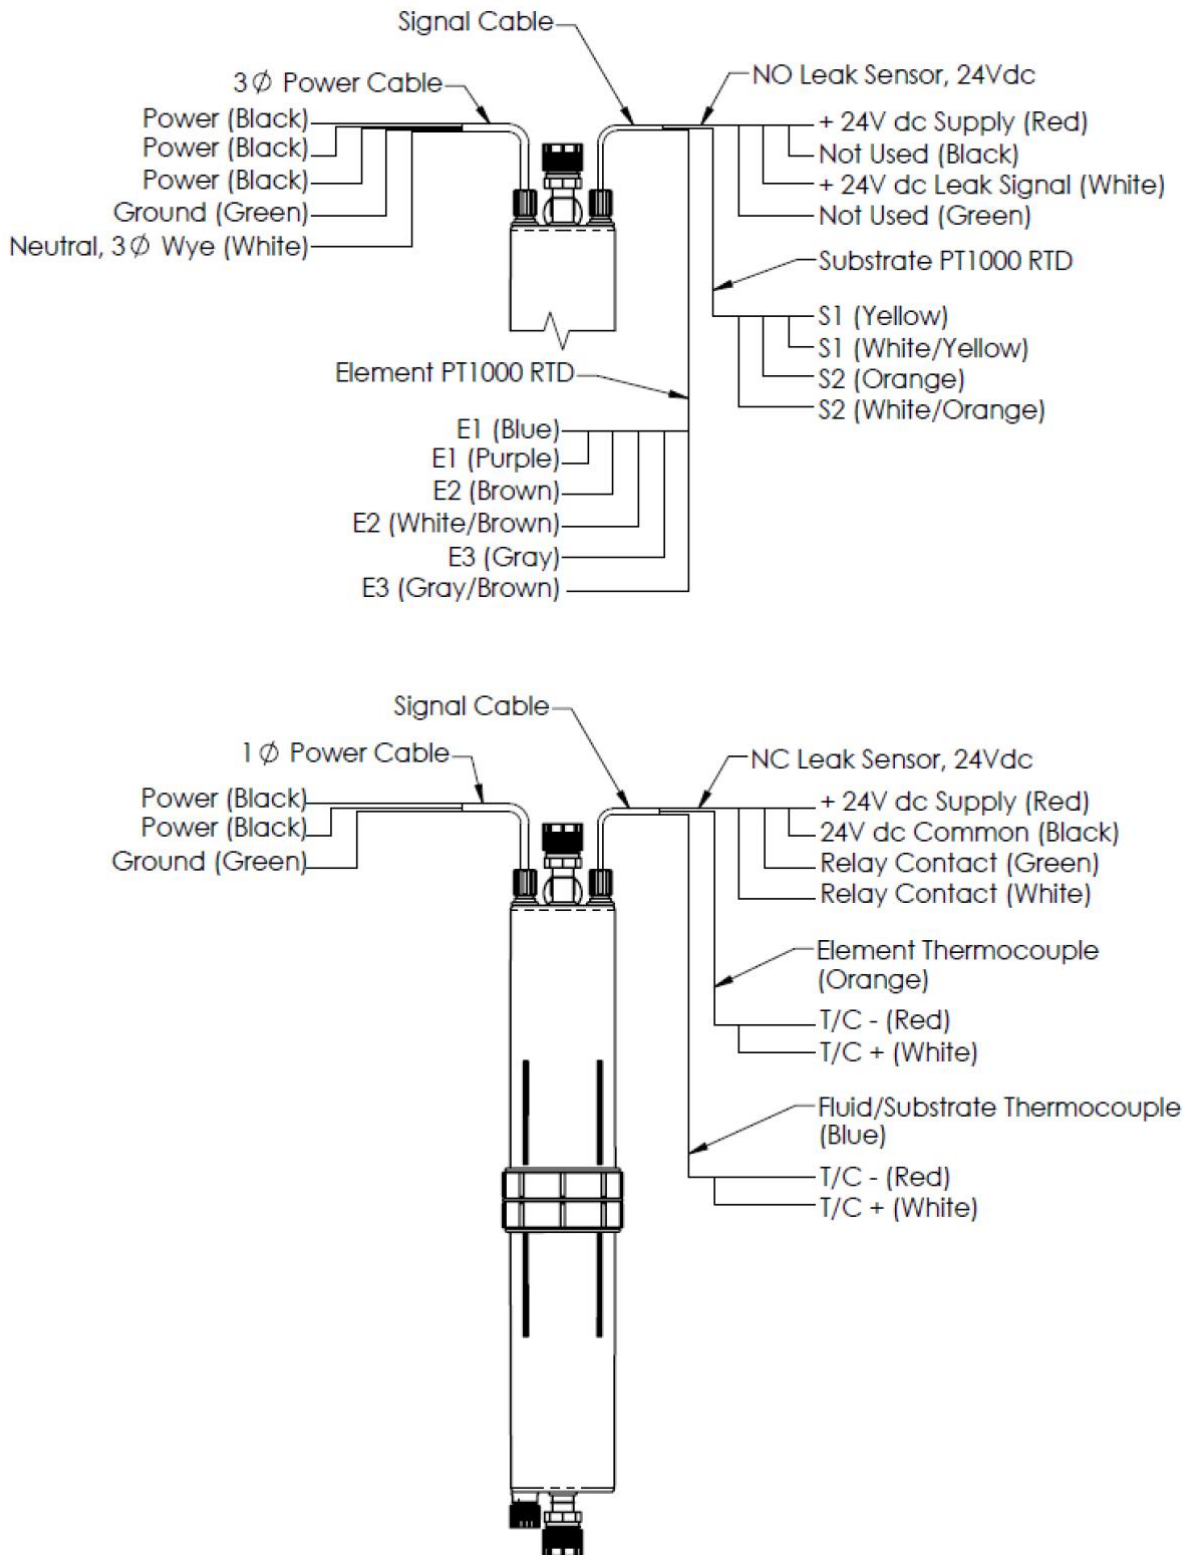 Signal Cable
3∅ Power Cable
NO Leak Sensor, 24Vdc
Power (Black)
Power (Black)
Power (Black)
Ground (Green)
Neutral, 3∅ Wye (White)
+ 24V dc Supply (Red)
Not Used (Black)
+ 24V dc Leak Signal (White)
Not Used (Green)
Substrate PT1000 RTD
S1 (Yellow)
S1 (White/Yellow)
S2 (Orange)
S2 (White/Orange)
Element PT1000 RTD
E1 (Blue)
E1 (Purple)
E2 (Brown)
E2 (White/Brown)
E3 (Gray)
E3 (Gray/Brown)
Signal Cable
1∅ Power Cable
NC Leak Sensor, 24Vdc
Power (Black)
Power (Black)
Ground (Green)
+ 24V dc Supply (Red)
24V dc Common (Black)
Relay Contact (Green)
Relay Contact (White)
Element Thermocouple
(Orange)
T/C - (Red)
T/C + (White)
Fluid/Substrate Thermocouple
(Blue)
T/C - (Red)
T/C + (White)